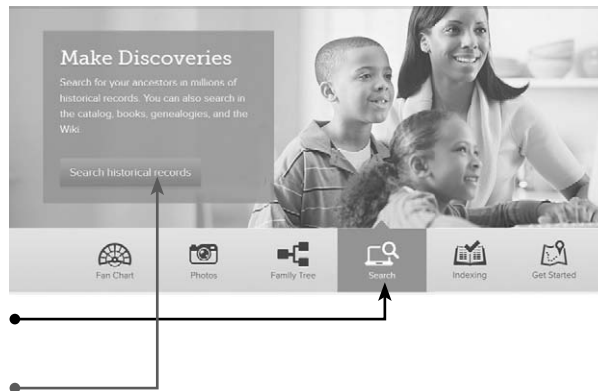 Make Discoveries
Search for your ancestors in millions of
historical records. You can also search in
the catalog, books, genealogies, and the
Wiki.
Search historical records
Fan Chart
Photos
Family Tree
Search
Indexing
Get Started